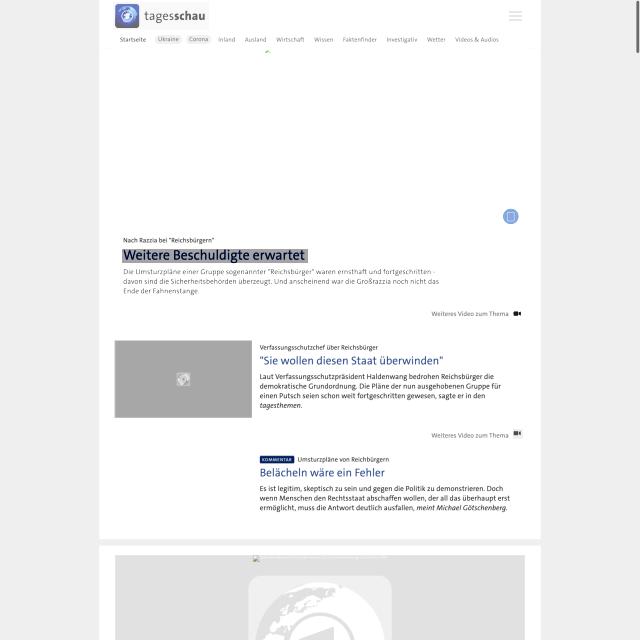 tagesschau
Startseite Ukraine Corona Inland Ausland Wirtschaft Wissen Faktenfinder Investigativ Wetter Videos & Audios
Nach Razzia bei "Reichsbürgern"
Weitere Beschuldigte erwartet
Die Umsturzpläne einer Gruppe sogenannter "Reichsbürger" waren ernsthaft und fortgeschritten -
davon sind die Sicherheitsbehörden überzeugt. Und anscheinend war die Großrazzia noch nicht das
Ende der Fahnenstange.
Weiteres Video zum Thema
Verfassungsschutzchef über Reichsbürger
"Sie wollen diesen Staat überwinden"
Laut Verfassungsschutzpräsident Haldenwang bedrohen Reichsbürger die
demokratische Grundordnung. Die Pläne der nun ausgehobenen Gruppe für
einen Putsch seien schon weit fortgeschritten gewesen, sagte er in den
tagesthemen.
Weiteres Video zum Thema
KOMMENTAR Umsturzpläne von Reichbürgern
Belächeln wäre ein Fehler
Es ist legitim, skeptisch zu sein und gegen die Politik zu demonstrieren. Doch
wenn Menschen den Rechtsstaat abschaffen wollen, der all das überhaupt erst
ermöglicht, muss die Antwort deutlich ausfallen, meint Michael Götschenberg.